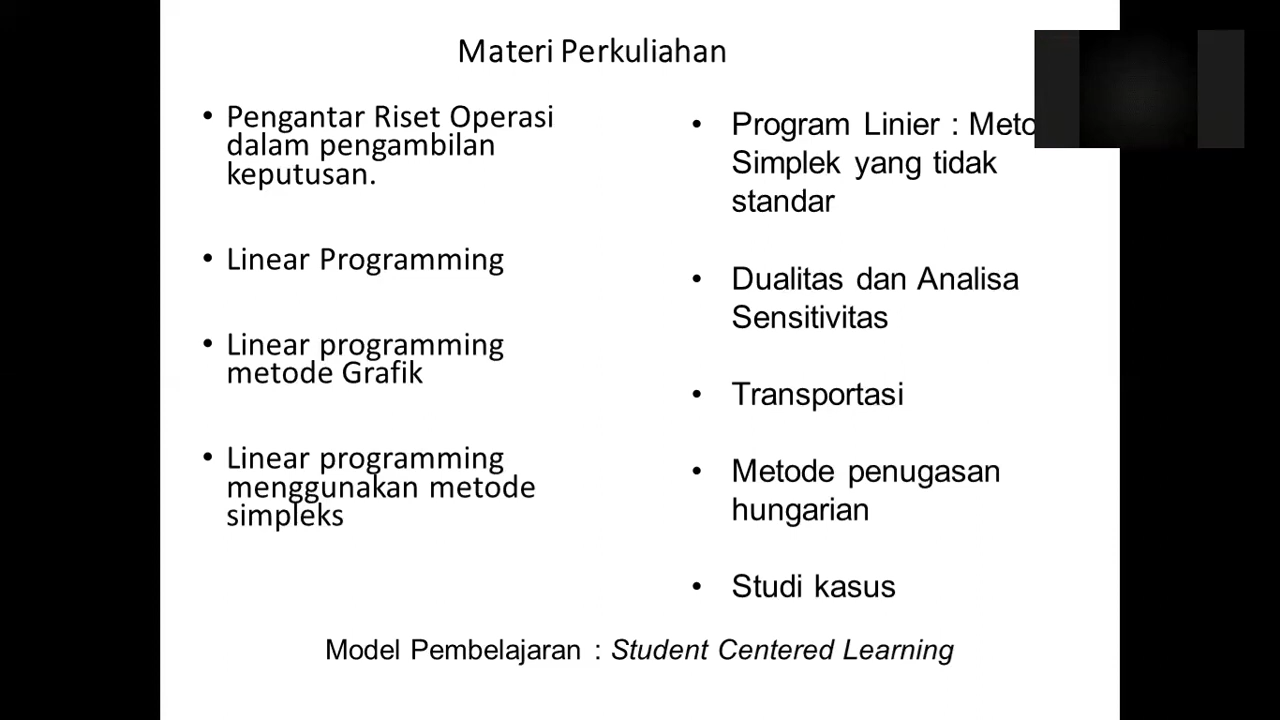 Materi Perkuliahan
• Pengantar Riset Operasi
dalam pengambilan
keputusan.
• Linear Programming
• Linear programming
metode Grafik
• Linear programming
menggunakan metode
simpleks
• Program Linier :
Simplek yang tidak
standar
• Dualitas dan Analisa
Sensitivitas
• Transportasi
• Metode penugasan
hungarian
• Studi kasus
Model Pembelajaran : Student Centered Learning